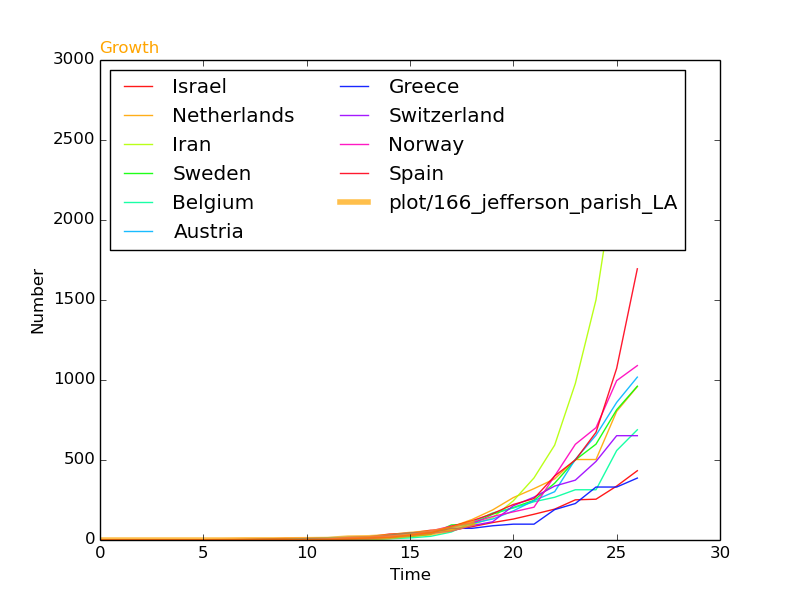 Growth
3000
2500
2000
1500
1000
500
0
Number
Israel
Netherlands
Iran
Sweden
Belgium
Austria
Greece
Switzerland
Norway
Spain
plot/166_jefferson_parish_LA
0 5 10 15 20 25 30
Time